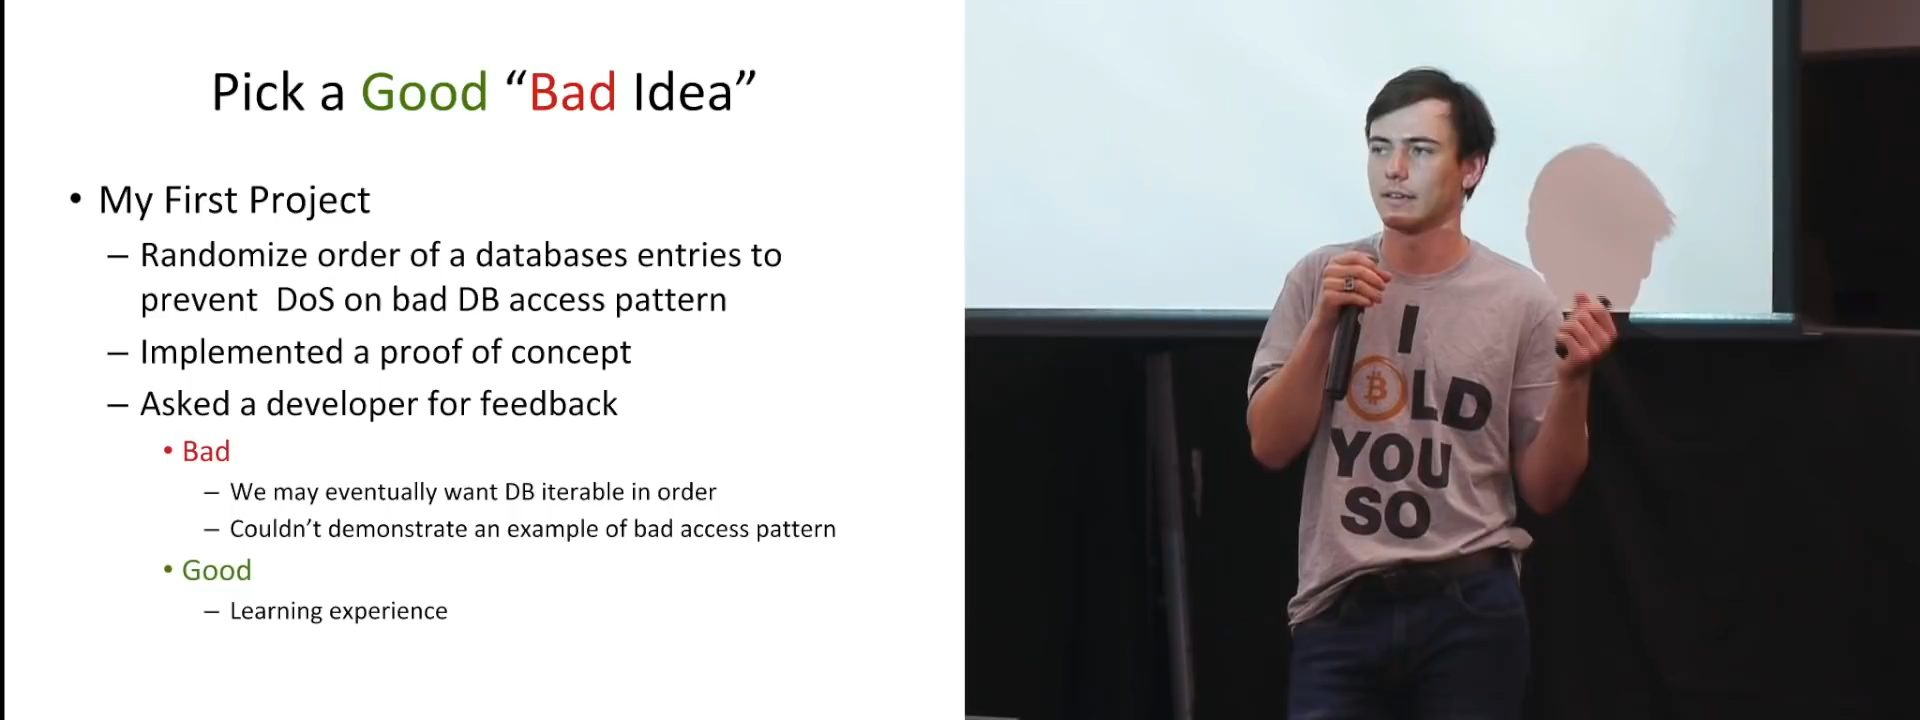 Pick a Good “Bad Idea”
• My First Project
– Randomize order of a databases entries to
prevent DoS on bad DB access pattern
– Implemented a proof of concept
– Asked a developer for feedback
• Bad
– We may eventually want DB iterable in order
– Couldn’t demonstrate an example of bad access pattern
• Good
– Learning experience
I
₿LD
YOU
SO